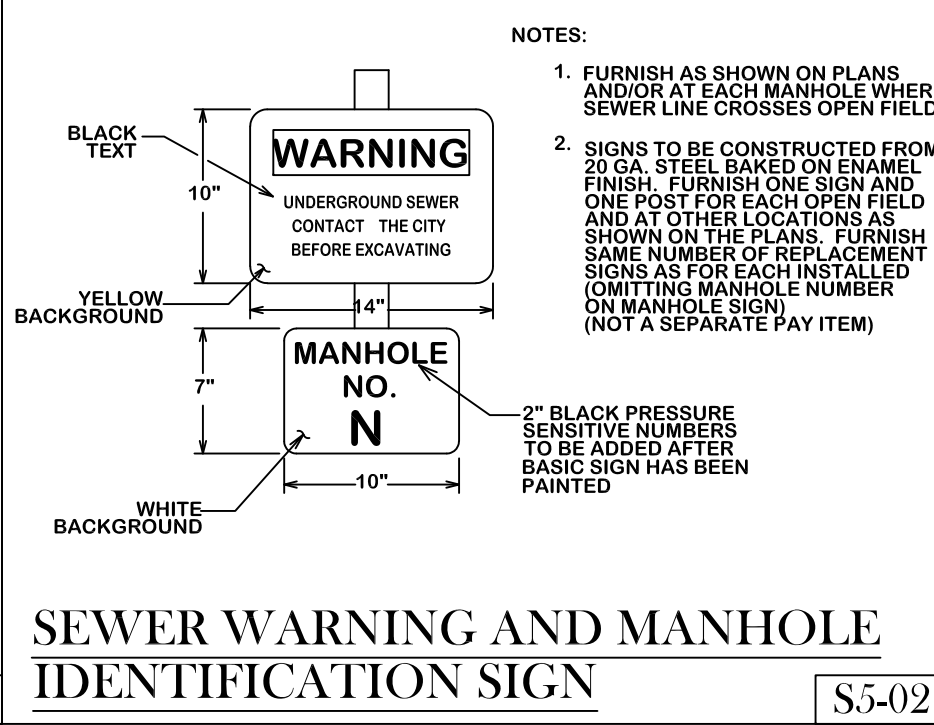 NOTES:
1. FURNISH AS SHOWN ON PLANS
AND/OR AT EACH MANHOLE WHER
SEWER LINE CROSSES OPEN FIELD
2. SIGNS TO BE CONSTRUCTED FROM
20 GA. STEEL BAKED ON ENAMEL
FINISH. FURNISH ONE SIGN AND
ONE POST FOR EACH OPEN FIELD
AND AT OTHER LOCATIONS AS
SHOWN ON THE PLANS. FURNISH
SAME NUMBER OF REPLACEMENT
SIGNS AS FOR EACH INSTALLED
(OMITTING MANHOLE NUMBER
ON MANHOLE SIGN)
(NOT A SEPARATE PAY ITEM)
BLACK
TEXT
10"
WARNING
UNDERGROUND SEWER
CONTACT THE CITY
BEFORE EXCAVATING
YELLOW
BACKGROUND
14"
7"
MANHOLE
NO.
N
10"
WHITE
BACKGROUND
2" BLACK PRESSURE
SENSITIVE NUMBERS
TO BE ADDED AFTER
BASIC SIGN HAS BEEN
PAINTED
SEWER WARNING AND MANHOLE
IDENTIFICATION SIGN
S5-02